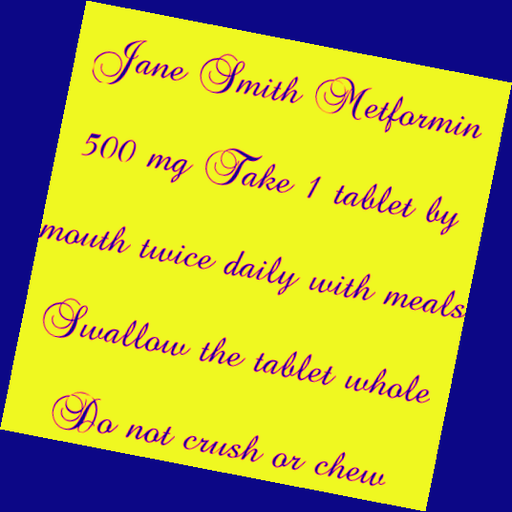 Jane Smith Metformin
500 mg Take 1 tablet by
mouth twice daily with meals
Swallow the tablet whole
Do not crush or chew